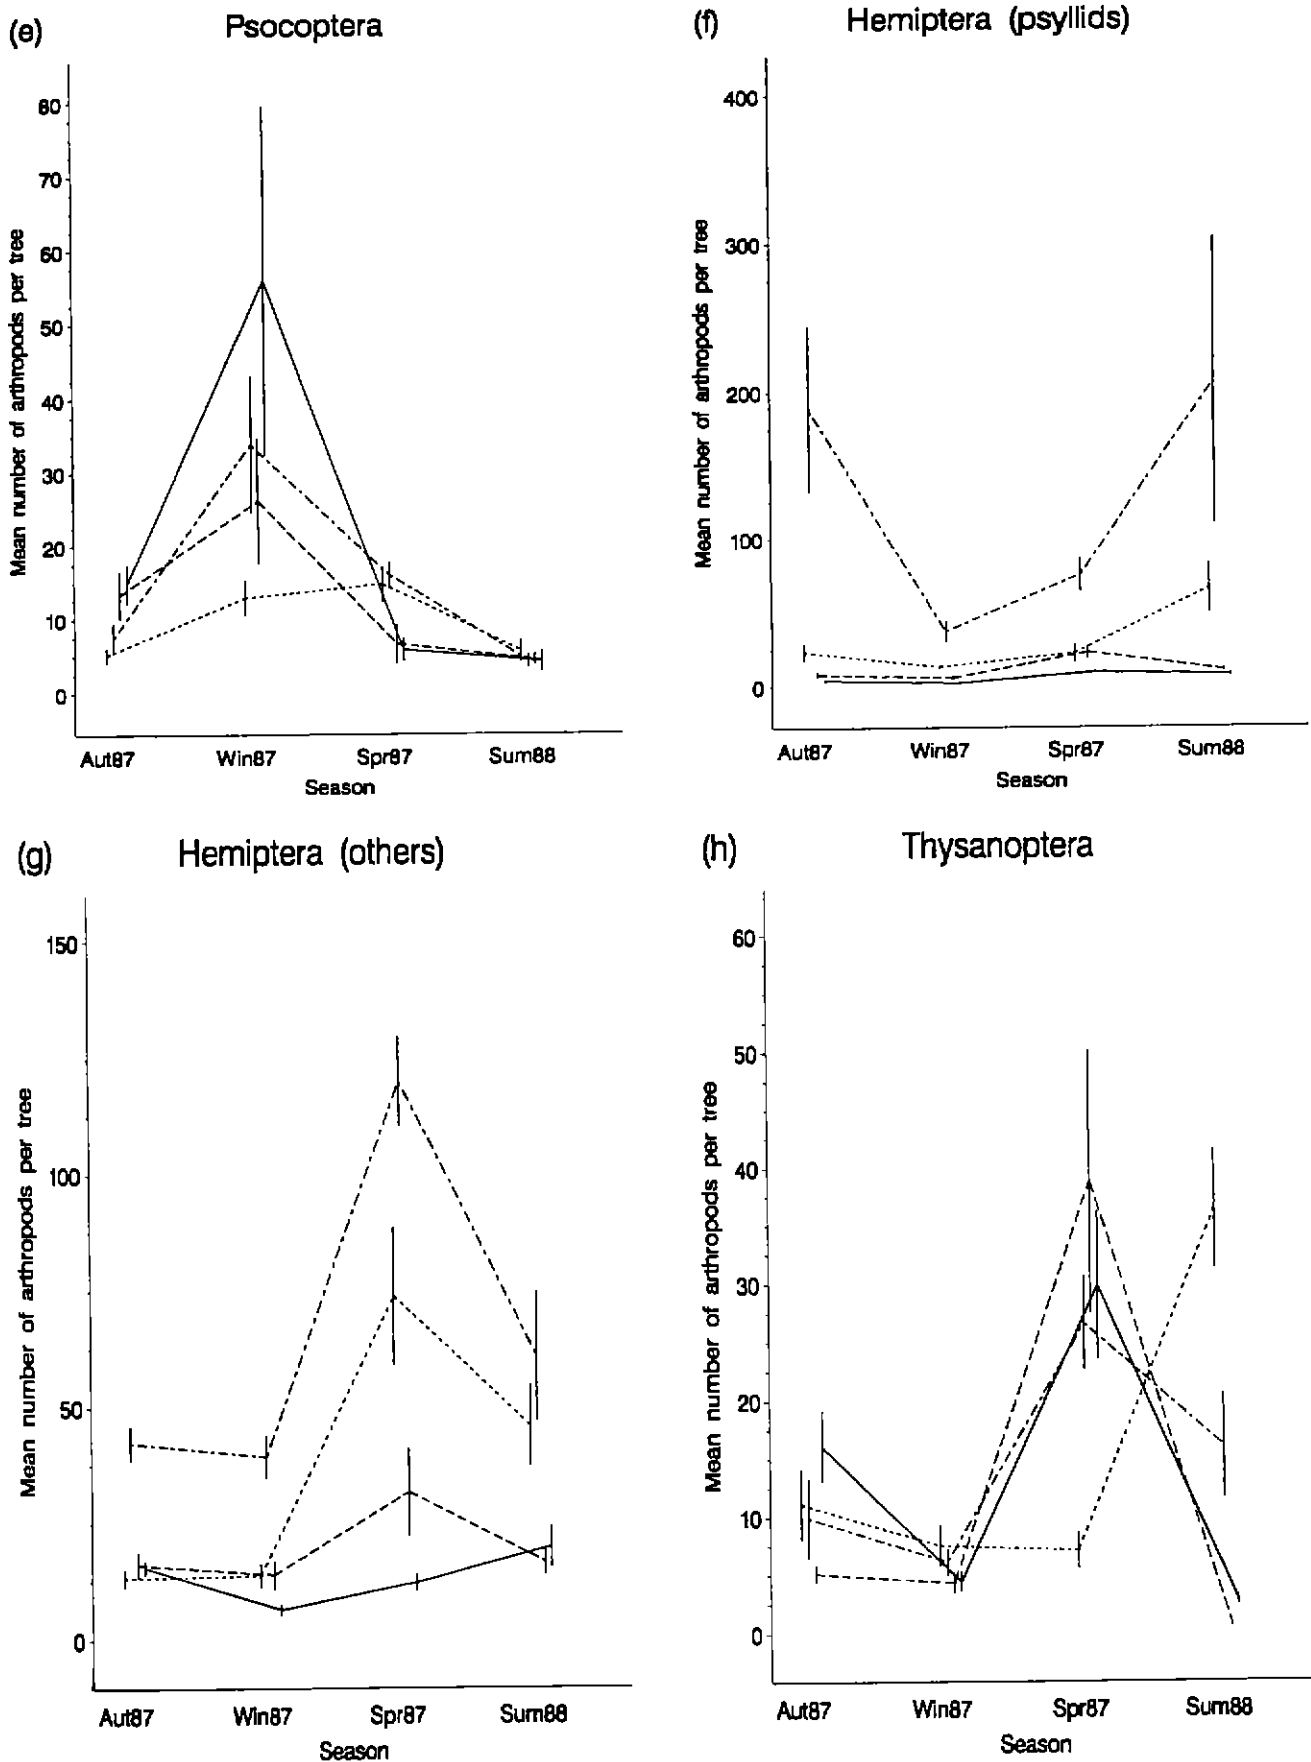 (e) Psocoptera
Mean number of arthropods per tree
80
70
60
50
40
30
20
10
0
Aut87 Win87 Spr87 Sum88
Season
(f) Hemiptera (psyllids)
Mean number of arthropods per tree
400
300
200
100
0
Aut87 Win87 Spr87 Sum88
Season
(g) Hemiptera (others)
Mean number of arthropods per tree
150
100
50
0
Aut87 Win87 Spr87 Sum88
Season
(h) Thysanoptera
Mean number of arthropods per tree
60
50
40
30
20
10
0
Aut87 Win87 Spr87 Sum88
Season